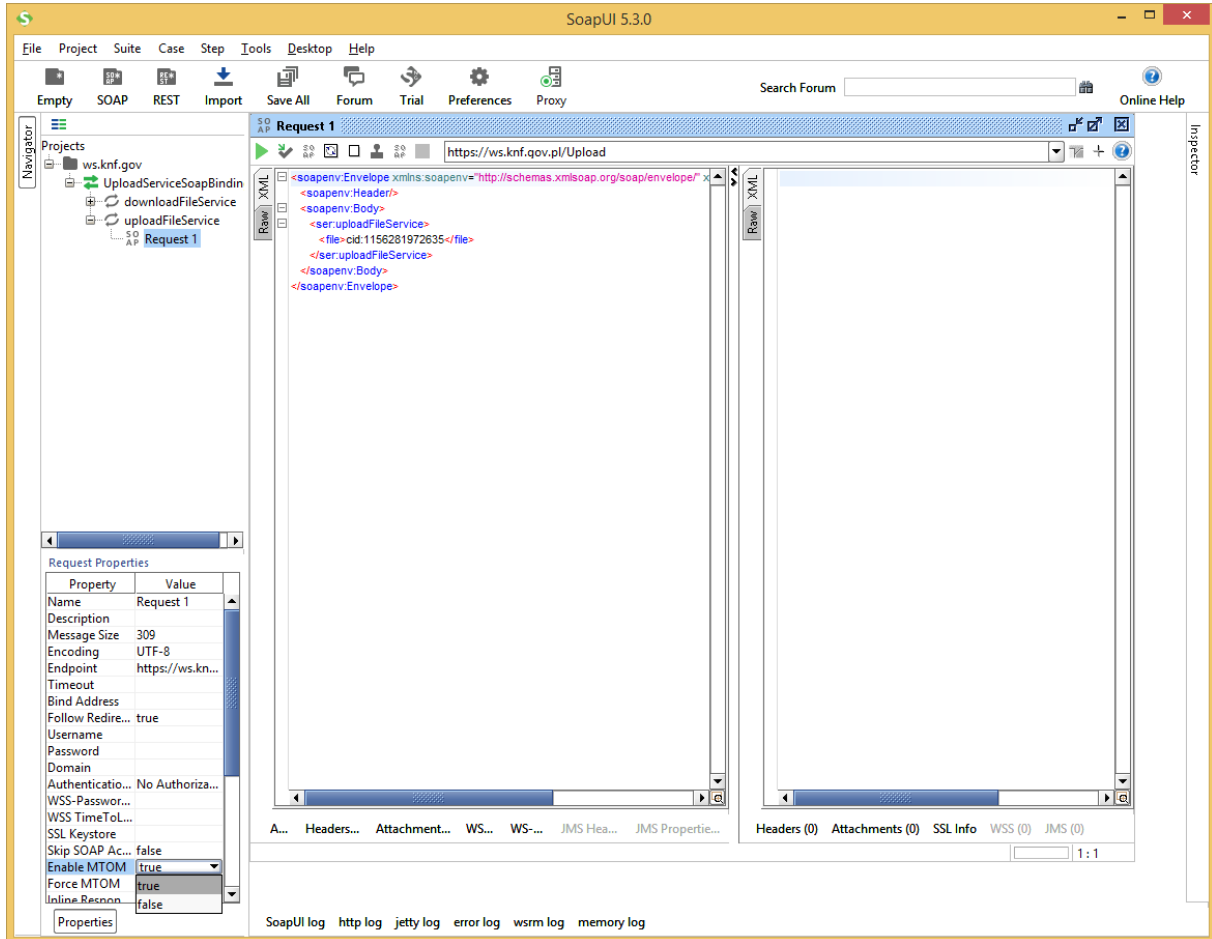 SoapUI 5.3.0
File Project Suite Case Step Tools Desktop Help
Empty SOAP REST Import Save All Forum Trial Preferences Proxy Search Forum Online Help
Navigator
Projects
ws.knf.gov
UploadServiceSoapBindin
downloadFileService
uploadFileService
SOAP Request 1
SOAP Request 1
https://ws.knf.gov.pl/Upload
XML
Raw
<soapenv:Envelope xmlns:soapenv="http://schemas.xmlsoap.org/soap/envelope/" x
<soapenv:Header/>
<soapenv:Body>
<ser:uploadFileService>
<file>cid:1156281972635</file>
</ser:uploadFileService>
</soapenv:Body>
</soapenv:Envelope>
XML
Raw
Inspector
Request Properties
Property Value
Name Request 1
Description
Message Size 309
Encoding UTF-8
Endpoint https://ws.kn...
Timeout
Bind Address
Follow Redire... true
Username
Password
Domain
Authenticatio... No Authoriza...
WSS-Passwor...
WSS TimeToL...
SSL Keystore
Skip SOAP Ac... false
Enable MTOM true
Force MTOM true
Inline Respon false
Properties
A... Headers... Attachment... WS... WS-... JMS Hea... JMS Propertie...
Headers (0) Attachments (0) SSL Info WSS (0) JMS (0)
1 : 1
SoapUI log http log jetty log error log wsrm log memory log